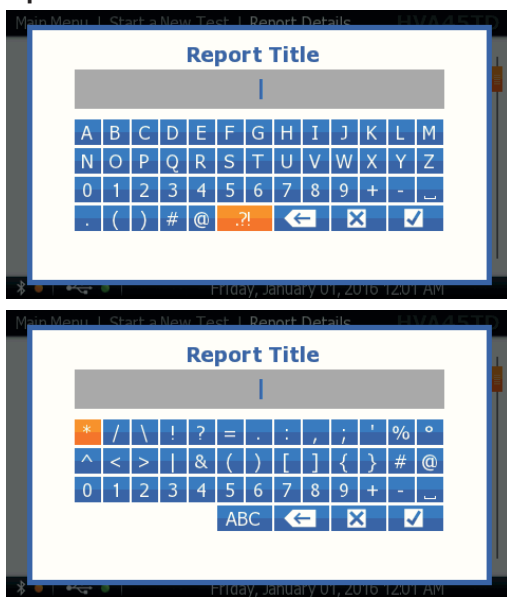 Main Menu | Start a New Test | Report Details HVA45TD
Report Title
A B C D E F G H I J K L M
N O P Q R S T U V W X Y Z
0 1 2 3 4 5 6 7 8 9 + - ⎵
. ( ) # @ .?! ← ✕ ✓
Friday, January 01, 2016 12:01 AM
Main Menu | Start a New Test | Report Details HVA45TD
Report Title
* / \ ! ? = . : , ; ' % °
^ < > | & ( ) [ ] { } # @
0 1 2 3 4 5 6 7 8 9 + - ⎵
ABC ← ✕ ✓
Friday, January 01, 2016 12:01 AM